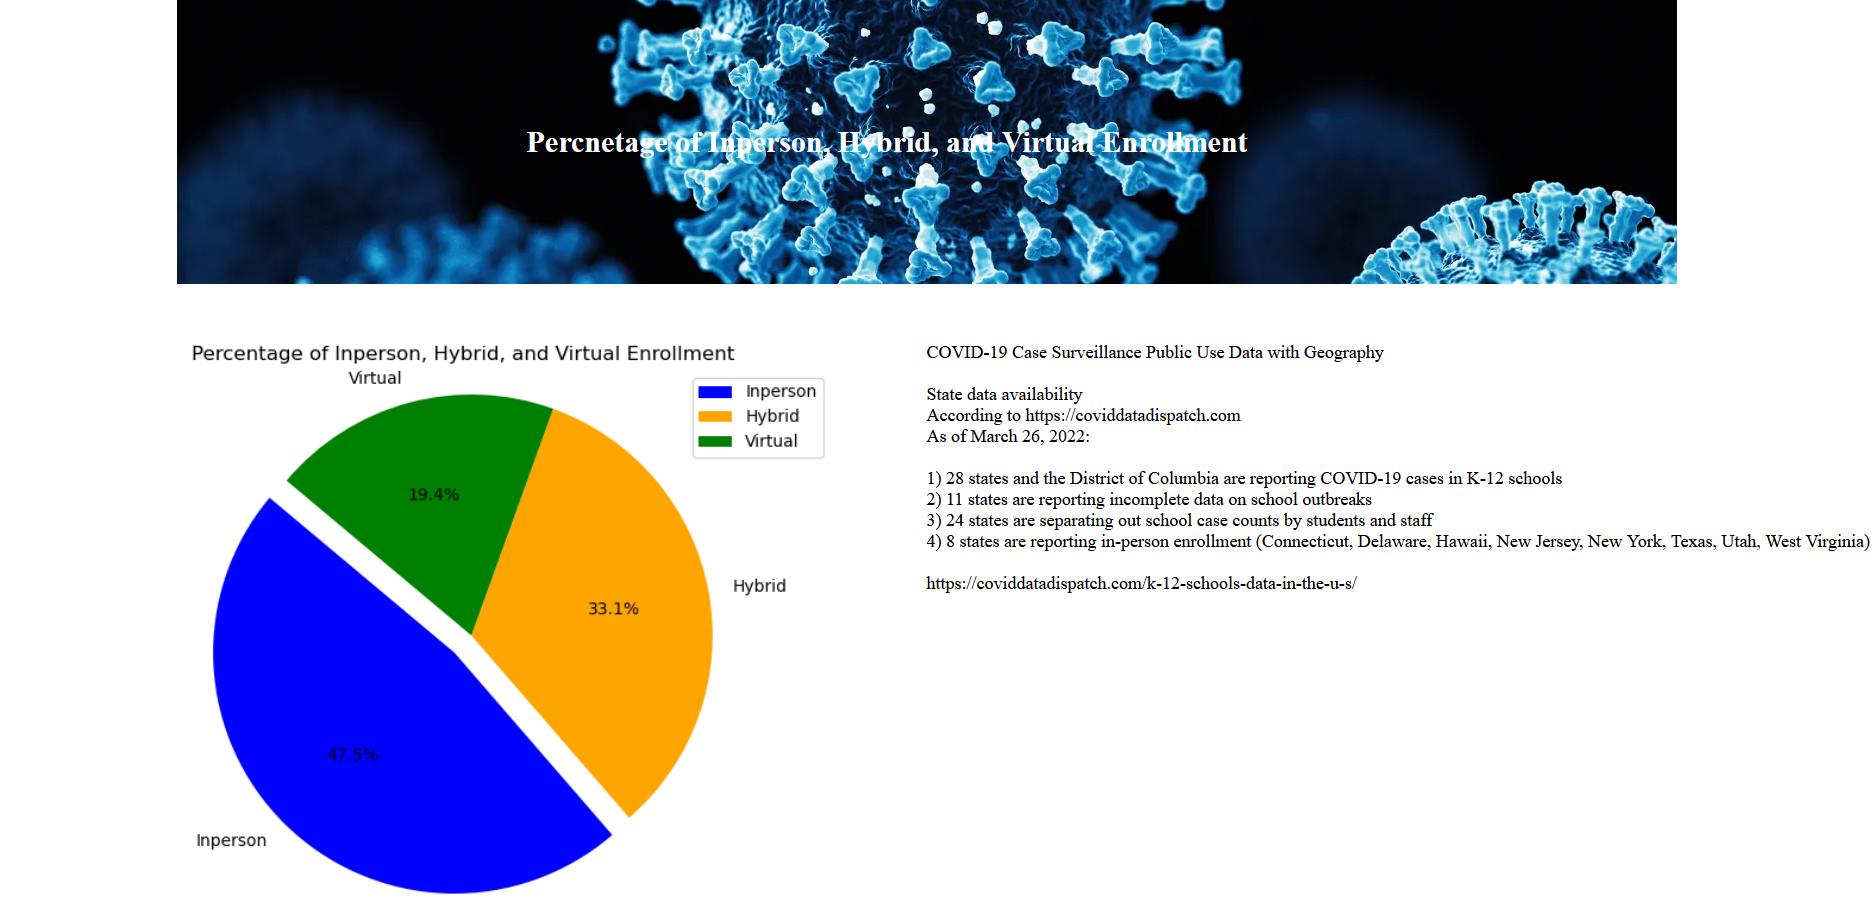 Percnetage of Inperson, Hybrid, and Virtual Enrollment
Percentage of Inperson, Hybrid, and Virtual Enrollment
Virtual
Inperson
Hybrid
Virtual
19.4%
33.1%
Hybrid
47.5%
Inperson
COVID-19 Case Surveillance Public Use Data with Geography
State data availability
According to https://coviddatadispatch.com
As of March 26, 2022:
1) 28 states and the District of Columbia are reporting COVID-19 cases in K-12 schools
2) 11 states are reporting incomplete data on school outbreaks
3) 24 states are separating out school case counts by students and staff
4) 8 states are reporting in-person enrollment (Connecticut, Delaware, Hawaii, New Jersey, New York, Texas, Utah, West Virginia)
https://coviddatadispatch.com/k-12-schools-data-in-the-u-s/